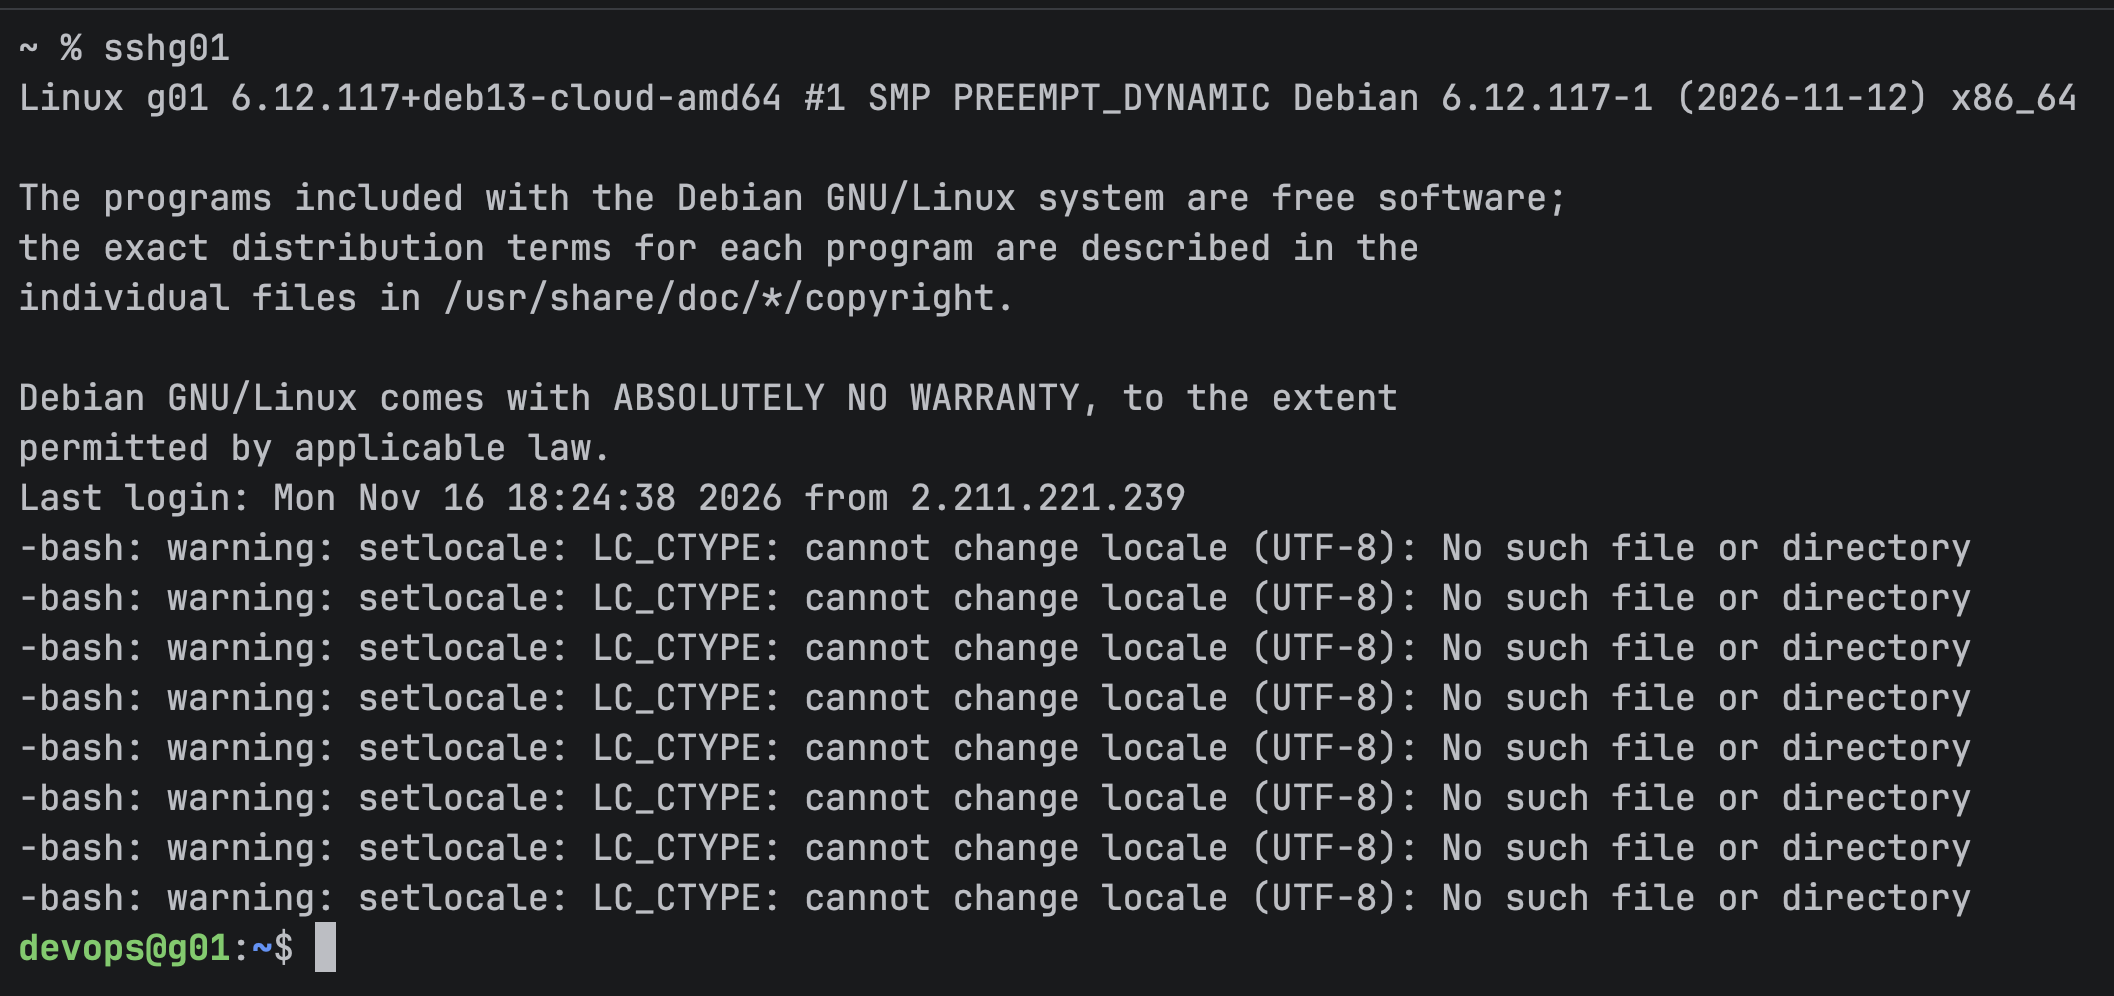 ~ % sshg01
Linux g01 6.12.117+deb13-cloud-amd64 #1 SMP PREEMPT_DYNAMIC Debian 6.12.117-1 (2026-11-12) x86_64
The programs included with the Debian GNU/Linux system are free software;
the exact distribution terms for each program are described in the
individual files in /usr/share/doc/*/copyright.
Debian GNU/Linux comes with ABSOLUTELY NO WARRANTY, to the extent
permitted by applicable law.
Last login: Mon Nov 16 18:24:38 2026 from 2.211.221.239
-bash: warning: setlocale: LC_CTYPE: cannot change locale (UTF-8): No such file or directory
-bash: warning: setlocale: LC_CTYPE: cannot change locale (UTF-8): No such file or directory
-bash: warning: setlocale: LC_CTYPE: cannot change locale (UTF-8): No such file or directory
-bash: warning: setlocale: LC_CTYPE: cannot change locale (UTF-8): No such file or directory
-bash: warning: setlocale: LC_CTYPE: cannot change locale (UTF-8): No such file or directory
-bash: warning: setlocale: LC_CTYPE: cannot change locale (UTF-8): No such file or directory
-bash: warning: setlocale: LC_CTYPE: cannot change locale (UTF-8): No such file or directory
-bash: warning: setlocale: LC_CTYPE: cannot change locale (UTF-8): No such file or directory
devops@g01:~$